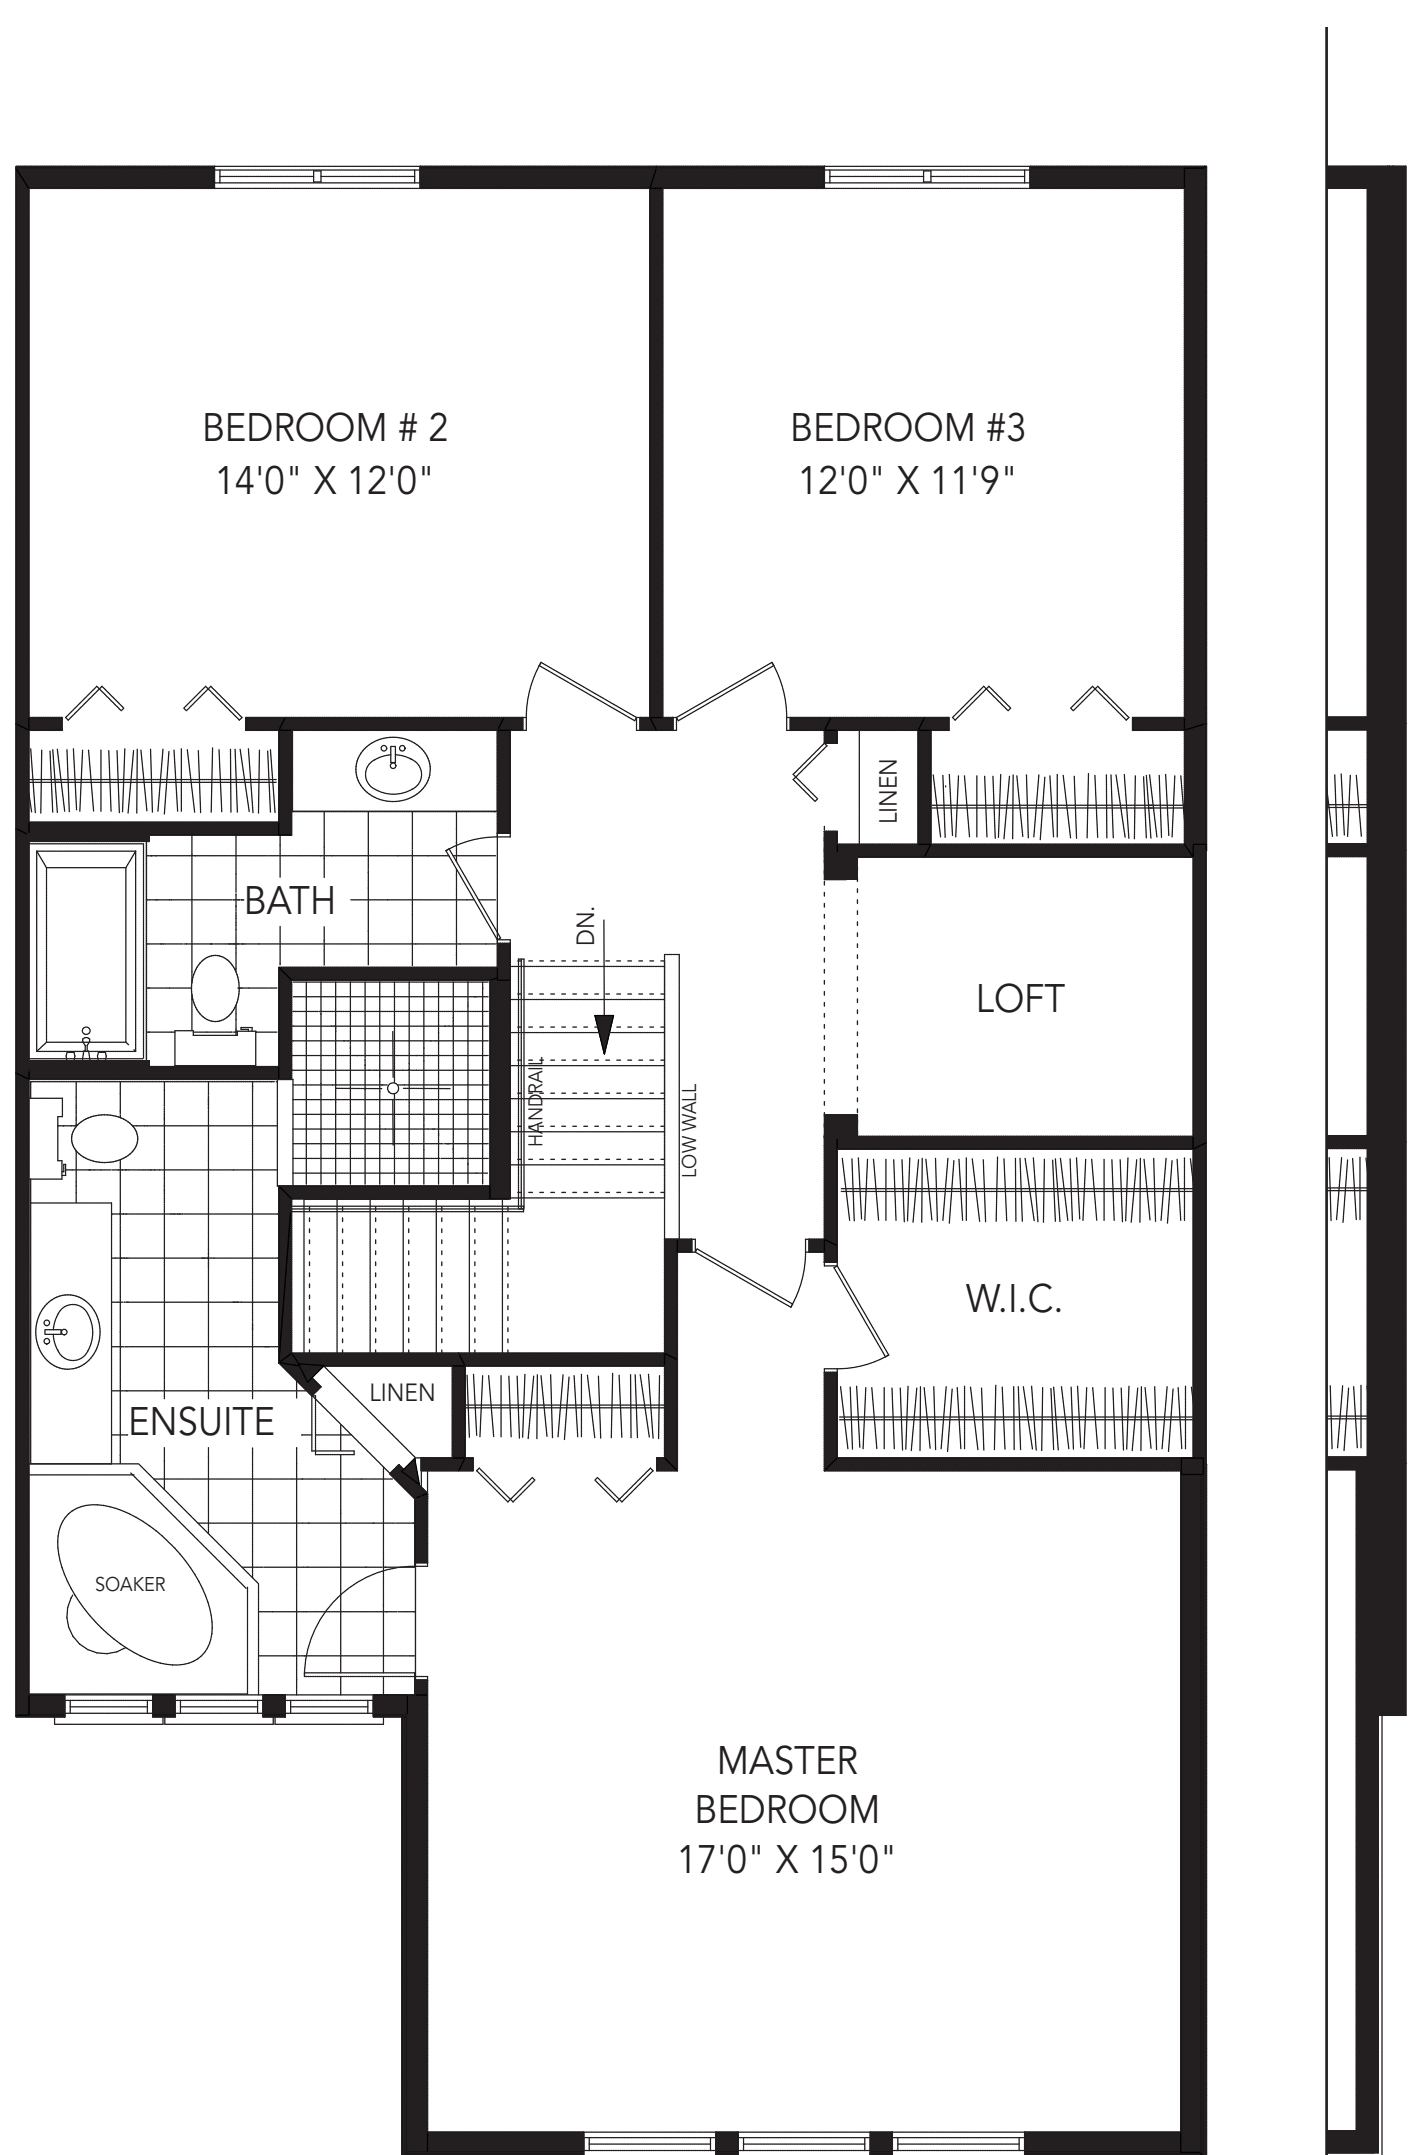 BEDROOM # 2
14'0" X 12'0"
BEDROOM #3
12'0" X 11'9"
LINEN
BATH
DN.
LOFT
HANDRAIL
LOW WALL
W.I.C.
LINEN
ENSUITE
SOAKER
MASTER
BEDROOM
17'0" X 15'0"